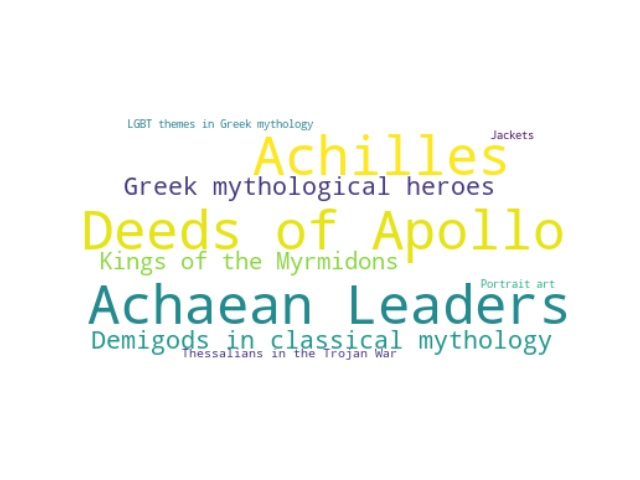 LGBT themes in Greek mythology
Jackets
Achilles
Greek mythological heroes
Deeds of Apollo
Kings of the Myrmidons
Portrait art
Achaean Leaders
Demigods in classical mythology
Thessalians in the Trojan War